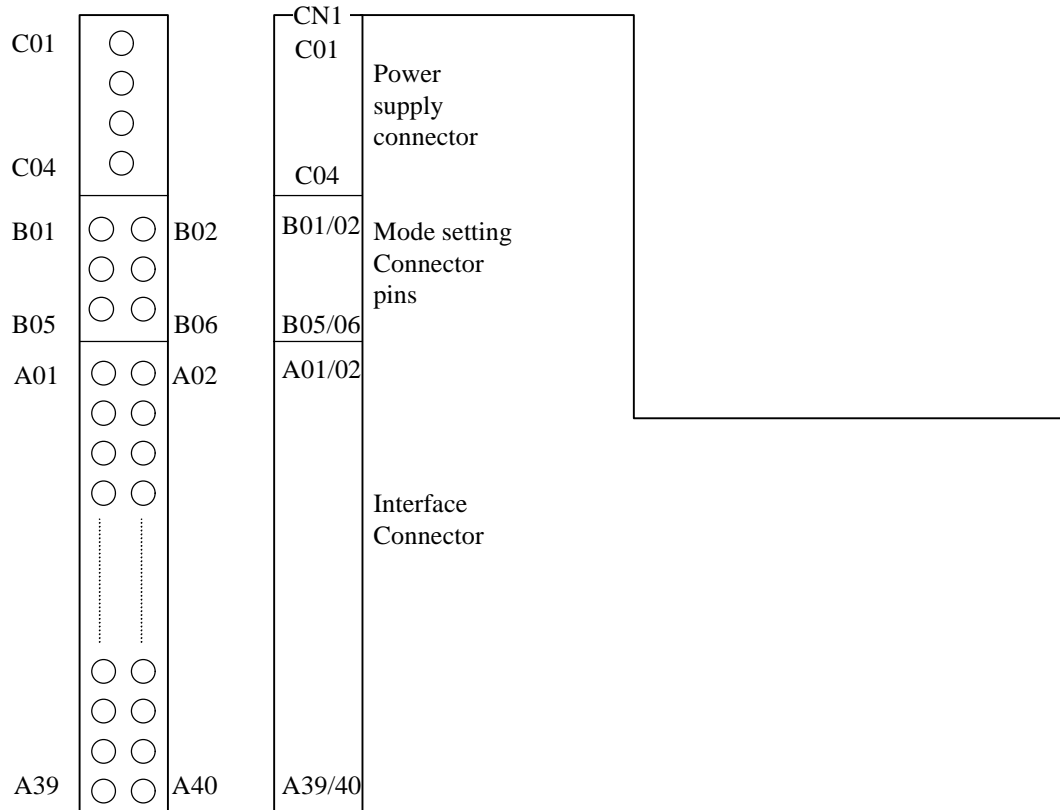 CN1
C01
C01
Power
supply
connector
C04
C04
B01
B02
B01/02
Mode setting
Connector
pins
B05
B06
B05/06
A01
A02
A01/02
Interface
Connector
A39
A40
A39/40